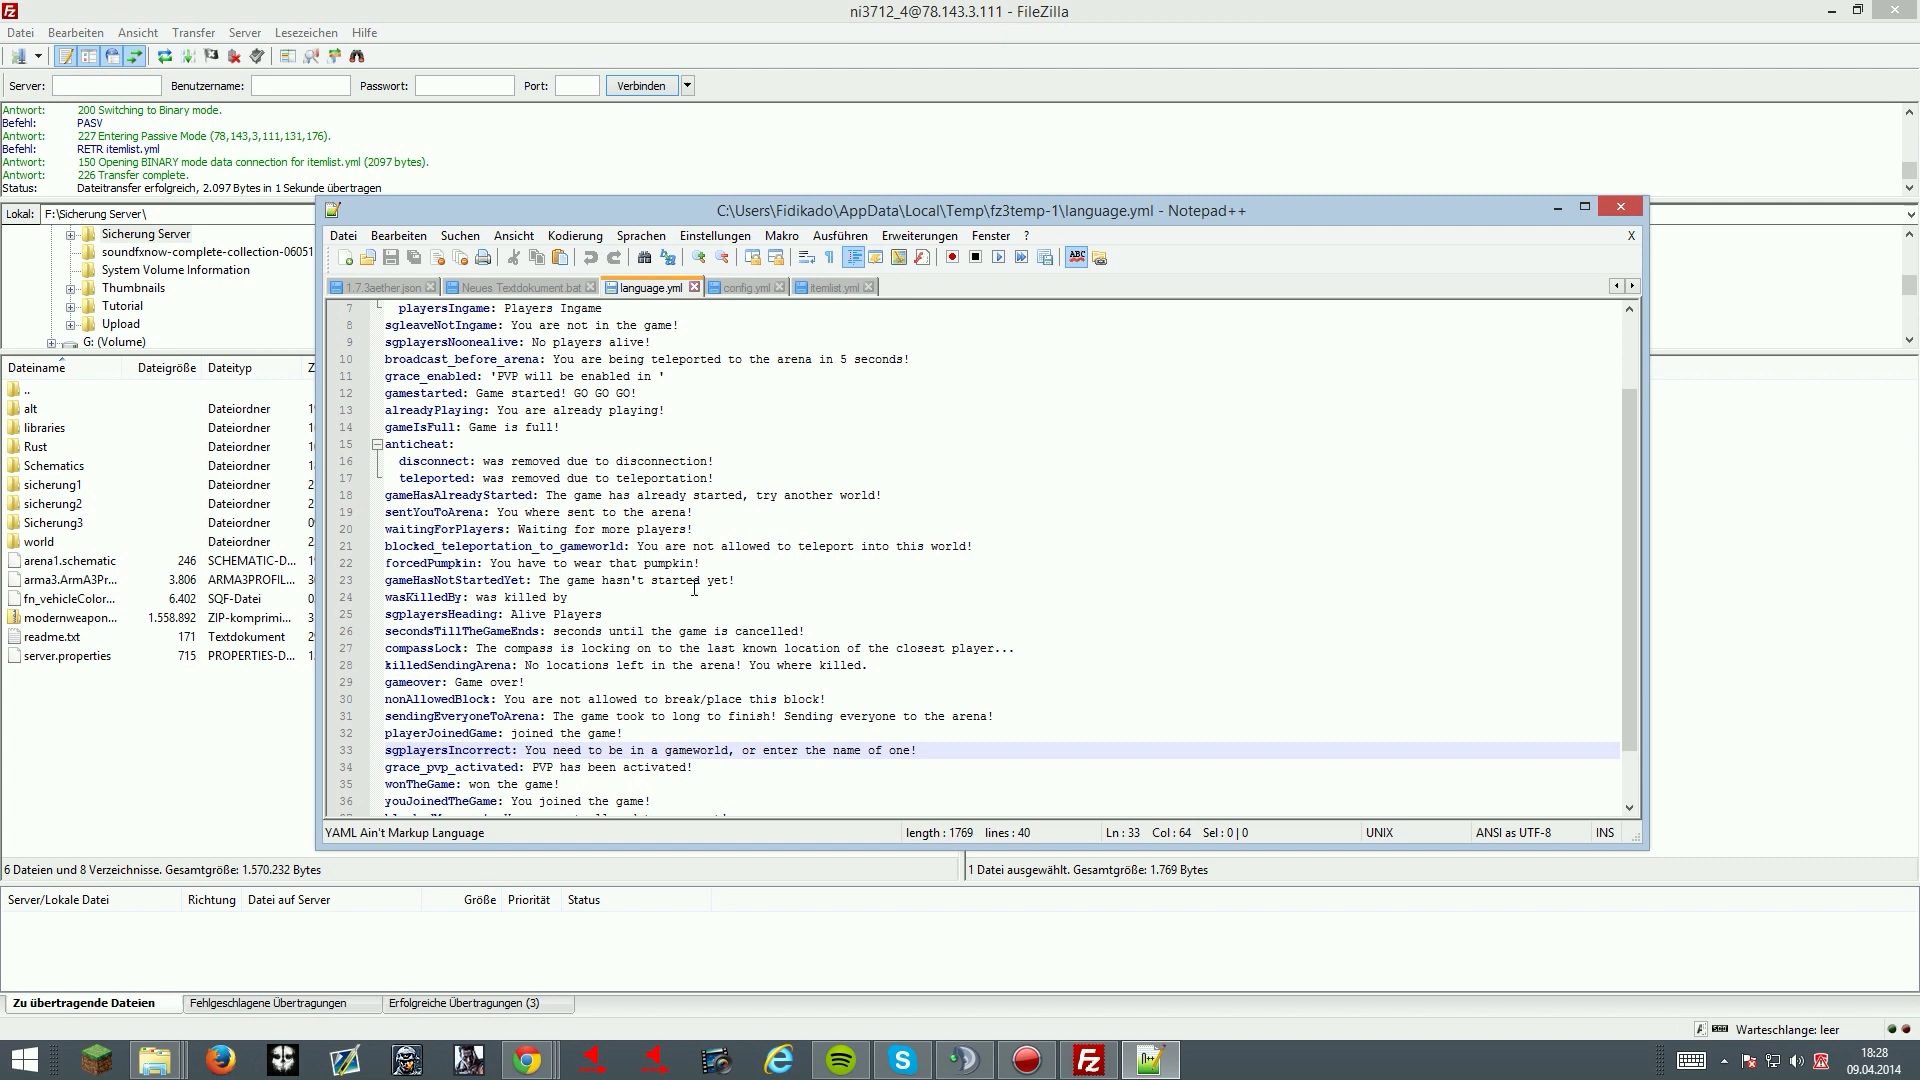 ni3712_4@78.143.3.111 - FileZilla
Datei Bearbeiten Ansicht Transfer Server Lesezeichen Hilfe
Server: Benutzername: Passwort: Port: Verbinden
Antwort: 200 Switching to Binary mode.
Befehl: PASV
Antwort: 227 Entering Passive Mode (78,143,3,111,131,176).
Befehl: RETR itemlist.yml
Antwort: 150 Opening BINARY mode data connection for itemlist.yml (2097 bytes).
Antwort: 226 Transfer complete.
Status: Dateitransfer erfolgreich, 2.097 Bytes in 1 Sekunde übertragen
Lokal: F:\Sicherung Server\
Sicherung Server
soundfxnow-complete-collection-06051
System Volume Information
Thumbnails
Tutorial
Upload
G: (Volume)
Dateiname Dateigröße Dateityp Z
..
alt Dateiordner
libraries Dateiordner
Rust Dateiordner
Schematics Dateiordner
sicherung1 Dateiordner
sicherung2 Dateiordner
Sicherung3 Dateiordner
world Dateiordner
arena1.schematic 246 SCHEMATIC-D...
arma3.ArmA3Pr... 3.806 ARMA3PROFIL...
fn_vehicleColor... 6.402 SQF-Datei
modernweapon... 1.558.892 ZIP-komprimi...
readme.txt 171 Textdokument
server.properties 715 PROPERTIES-D...
C:\Users\Fidikado\AppData\Local\Temp\fz3temp-1\language.yml - Notepad++
Datei Bearbeiten Suchen Ansicht Kodierung Sprachen Einstellungen Makro Ausführen Erweiterungen Fenster ? X
1.7.3aether.json Neues Textdokument.bat language.yml config.yml itemlist.yml
7 playersIngame: Players Ingame
8 sgleaveNotIngame: You are not in the game!
9 sgplayersNoonealive: No players alive!
10 broadcast_before_arena: You are being teleported to the arena in 5 seconds!
11 grace_enabled: 'PVP will be enabled in '
12 gamestarted: Game started! GO GO GO!
13 alreadyPlaying: You are already playing!
14 gameIsFull: Game is full!
15 anticheat:
16 disconnect: was removed due to disconnection!
17 teleported: was removed due to teleportation!
18 gameHasAlreadyStarted: The game has already started, try another world!
19 sentYouToArena: You where sent to the arena!
20 waitingForPlayers: Waiting for more players!
21 blocked_teleportation_to_gameworld: You are not allowed to teleport into this world!
22 forcedPumpkin: You have to wear that pumpkin!
23 gameHasNotStartedYet: The game hasn't started yet!
24 wasKilledBy: was killed by
25 sgplayersHeading: Alive Players
26 secondsTillTheGameEnds: seconds until the game is cancelled!
27 compassLock: The compass is locking on to the last known location of the closest player...
28 killedSendingArena: No locations left in the arena! You where killed.
29 gameover: Game over!
30 nonAllowedBlock: You are not allowed to break/place this block!
31 sendingEveryoneToArena: The game took to long to finish! Sending everyone to the arena!
32 playerJoinedGame: joined the game!
33 sgplayersIncorrect: You need to be in a gameworld, or enter the name of one!
34 grace_pvp_activated: PVP has been activated!
35 wonTheGame: won the game!
36 youJoinedTheGame: You joined the game!
YAML Ain't Markup Language length : 1769 lines : 40 Ln : 33 Col : 64 Sel : 0 | 0 UNIX ANSI as UTF-8 INS
6 Dateien und 8 Verzeichnisse. Gesamtgröße: 1.570.232 Bytes
1 Datei ausgewählt. Gesamtgröße: 1.769 Bytes
Server/Lokale Datei Richtung Datei auf Server Größe Priorität Status
Zu übertragende Dateien Fehlgeschlagene Übertragungen Erfolgreiche Übertragungen (3)
Warteschlange: leer
18:28
09.04.2014